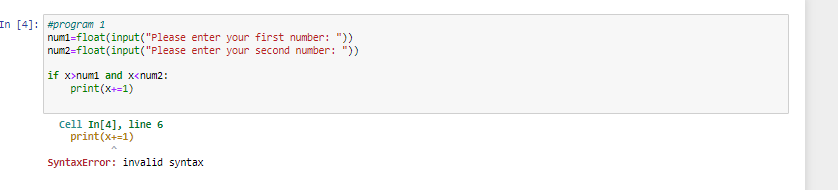 In [4]: #program 1
num1=float(input("Please enter your first number: "))
num2=float(input("Please enter your second number: "))
if x>num1 and x<num2:
print(x+=1)
Cell In[4], line 6
print(x+=1)
^
SyntaxError: invalid syntax